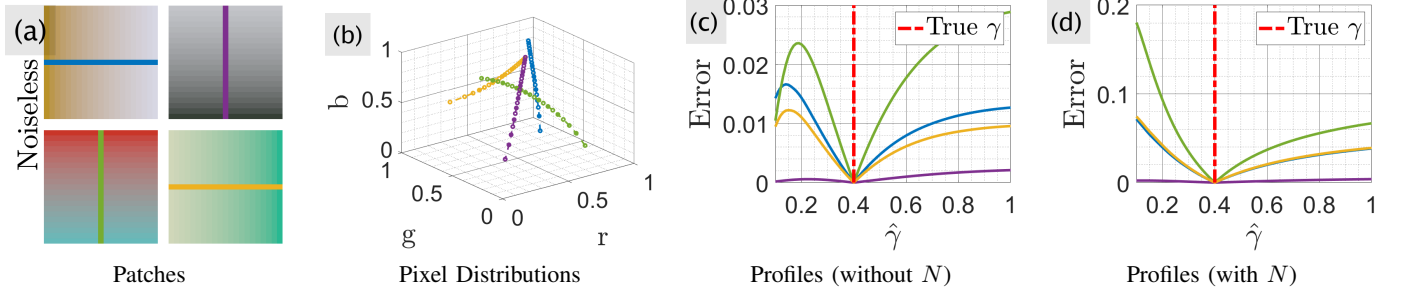 (a)
Noiseless
Patches
(b)
b
1
0.5
0
1
0.5
0
0
0.5
1
g
r
Pixel Distributions
(c)
Error
0.03
0.02
0.01
0
0.2 0.4 0.6 0.8 1
γ̂
True γ
Profiles (without N)
(d)
Error
0.2
0.1
0
0.2 0.4 0.6 0.8 1
γ̂
True γ
Profiles (with N)